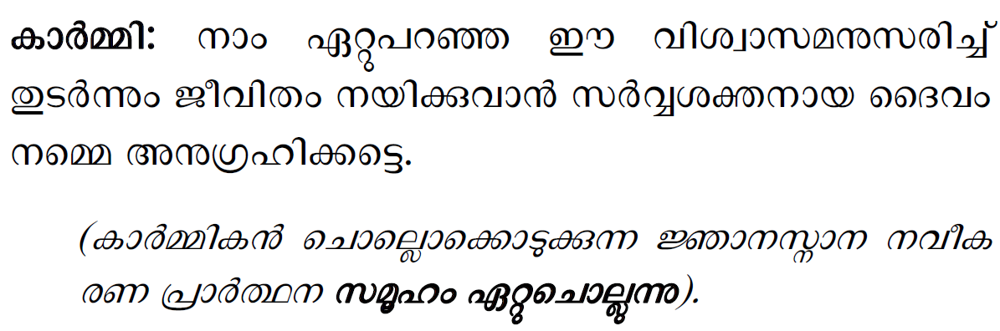 കാർമ്മി: നാം ഏറ്റുപറഞ്ഞ ഈ വിശ്വാസമനുസരിച്ച്
തുടർന്നും ജീവിതം നയിക്കുവാൻ സർവ്വശക്തനായ ദൈവം
നമ്മെ അനുഗ്രഹിക്കട്ടെ.
(കാർമ്മികൻ ചൊല്ലൊക്കൊടുക്കുന്ന ജ്ഞാനസ്നാന നവീക
രണ പ്രാർത്ഥന സമൂഹം ഏറ്റുചൊല്ലുന്നു).